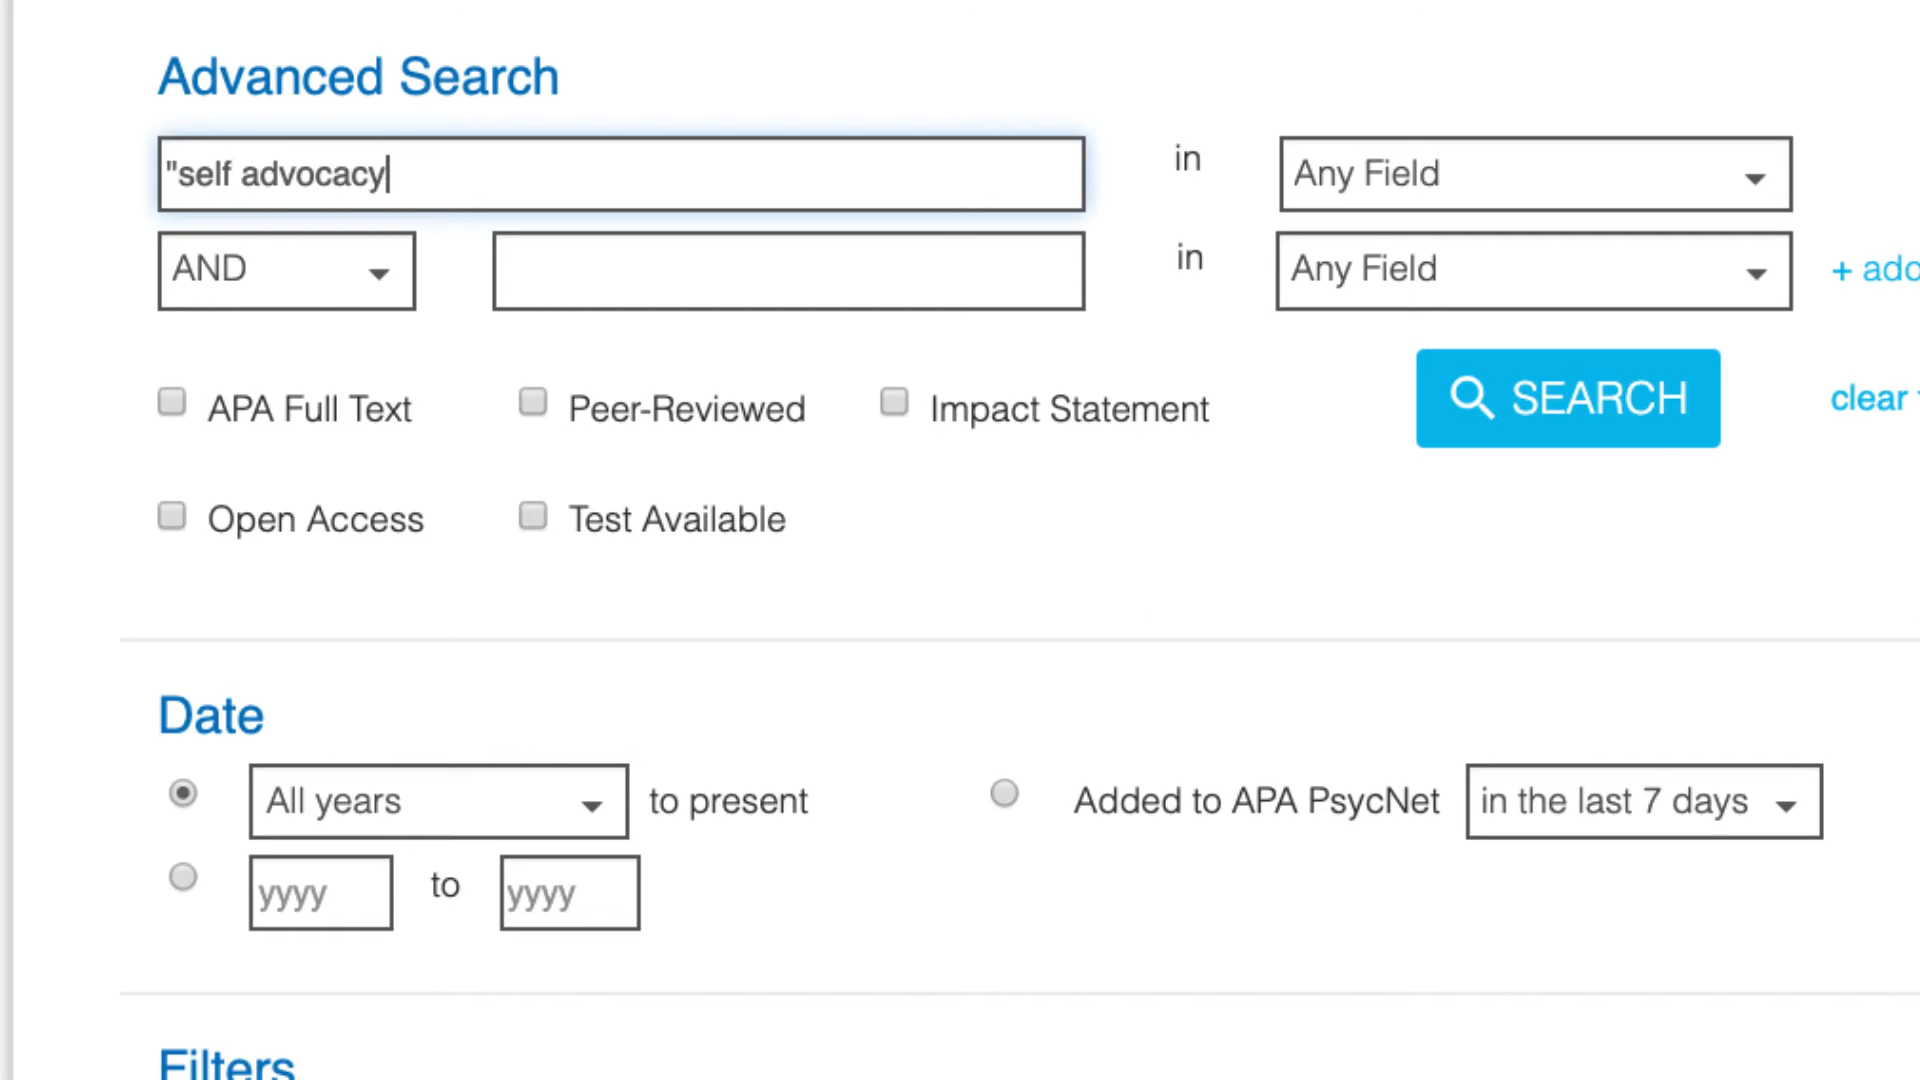 Advanced Search
"self advocacy in Any Field
AND in Any Field + add
APA Full Text Peer-Reviewed Impact Statement SEARCH clear
Open Access Test Available
Date
All years to present Added to APA PsycNet in the last 7 days
yyyy to yyyy
Filters